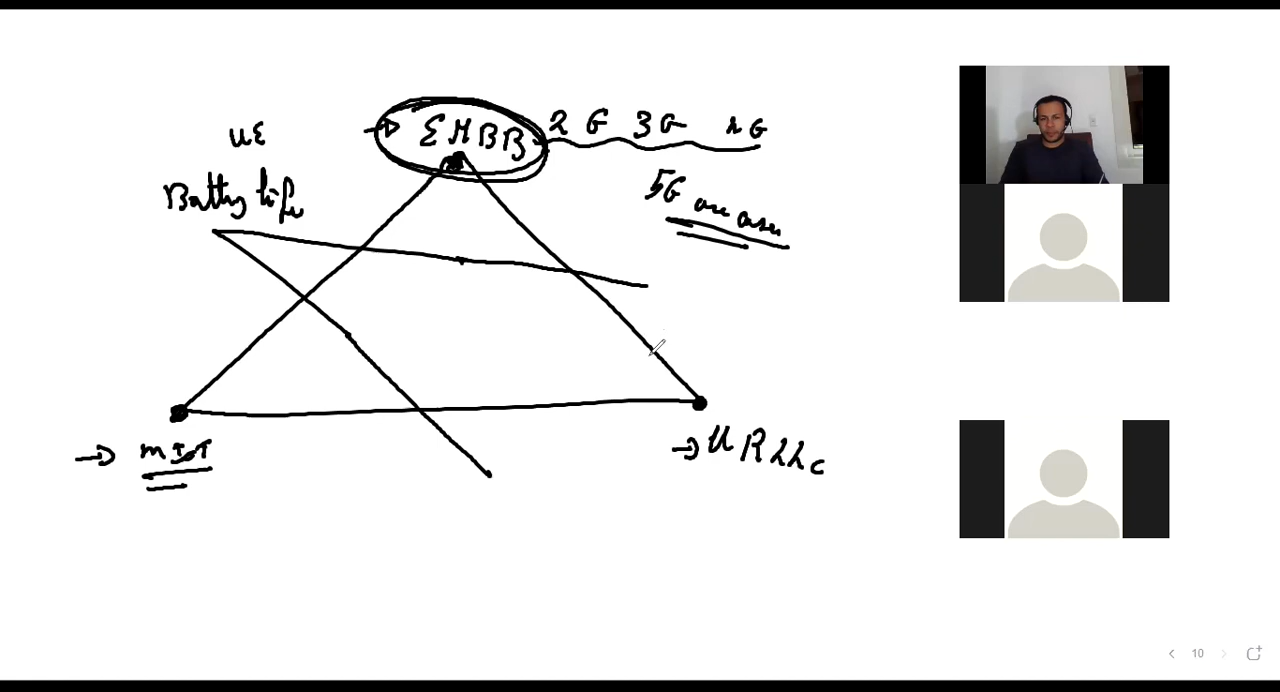 EMBB 2G 3G 4G
UE
Battery life
5G use cases
mIoT
URLLC
10